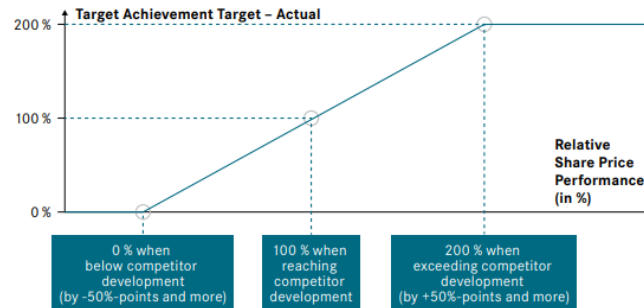 Target Achievement Target – Actual
200 %
100 %
0 %
Relative
Share Price
Performance
(in %)
0 % when
below competitor
development
(by -50%-points and more)
100 % when
reaching
competitor
development
200 % when
exceeding competitor
development
(by +50%-points and more)